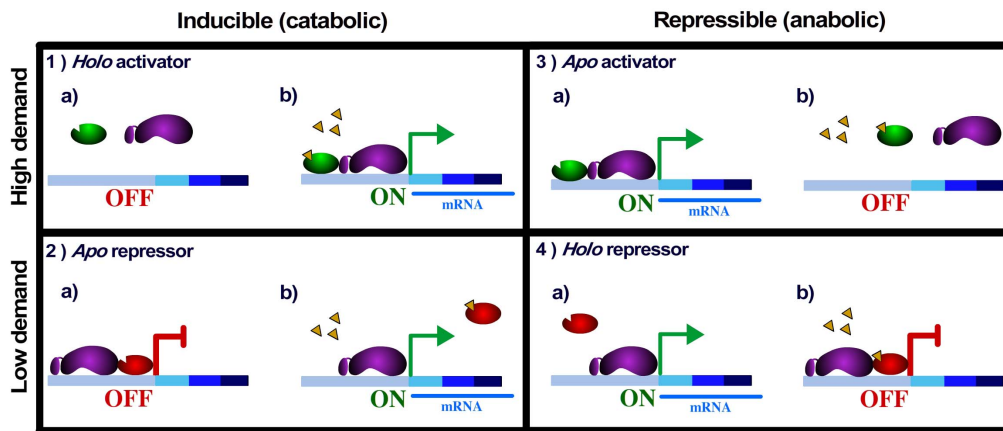 Inducible (catabolic)
Repressible (anabolic)
High demand
1 ) Holo activator
a)
b)
OFF
ON
mRNA
3 ) Apo activator
a)
b)
ON
mRNA
OFF
Low demand
2 ) Apo repressor
a)
b)
OFF
ON
mRNA
4 ) Holo repressor
a)
b)
ON
mRNA
OFF